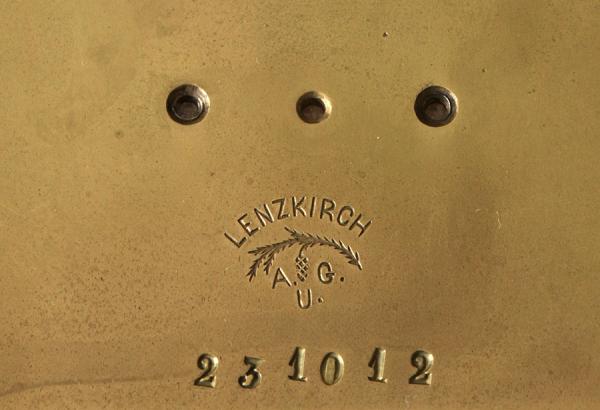 LENZKIRCH
A. G.
U.
231012